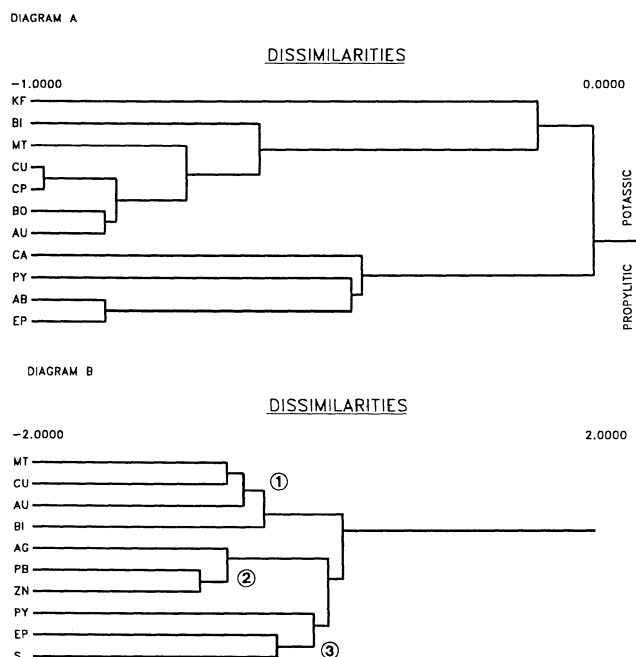 DIAGRAM A
DISSIMILARITIES
-1.0000 0.0000
KF
BI
MT
CU
CP
BO
AU
CA
PY
AB
EP
POTASSIC
PROPYLITIC
DIAGRAM B
DISSIMILARITIES
-2.0000 2.0000
MT
CU
AU
BI
AG
PB
ZN
PY
EP
S
1
2
3